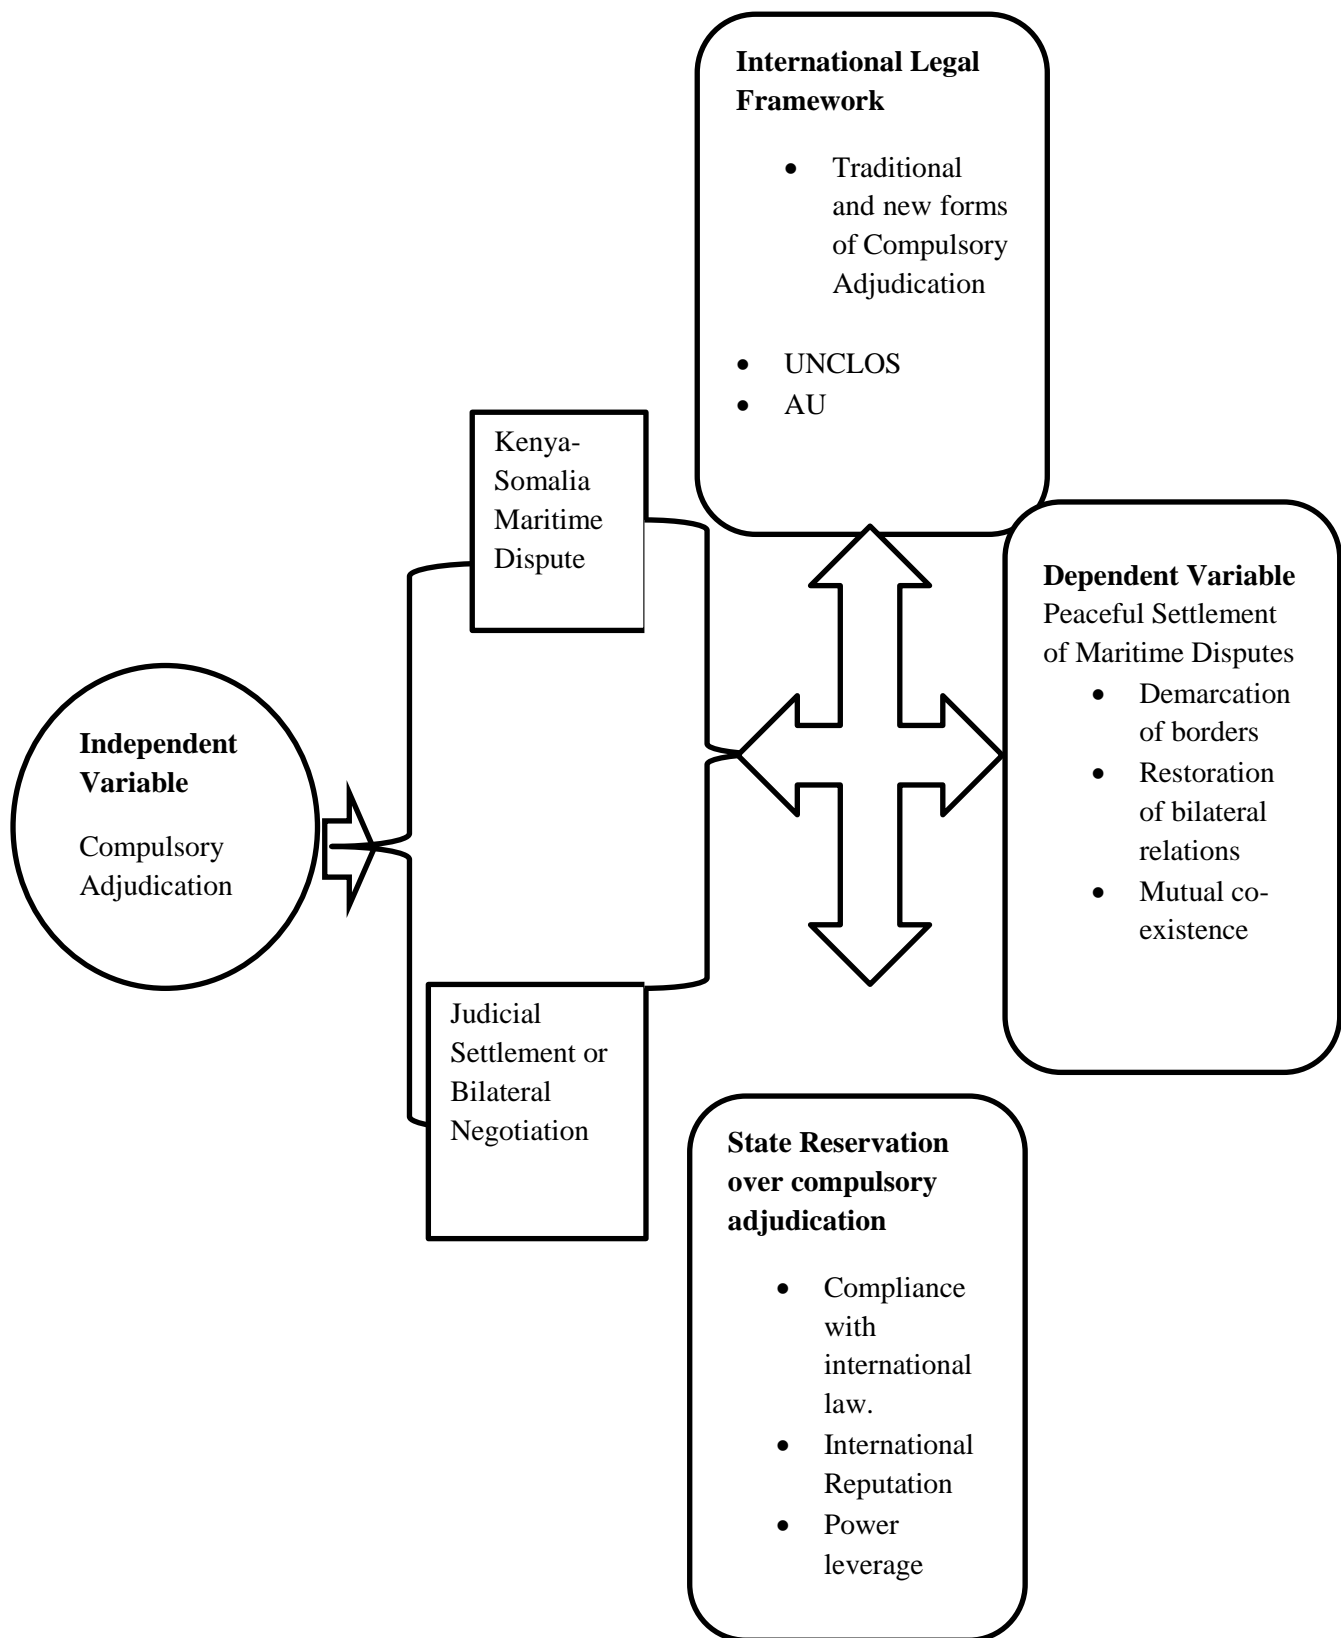 International Legal
Framework
• Traditional
and new forms
of Compulsory
Adjudication
• UNCLOS
• AU
Kenya-
Somalia
Maritime
Dispute
Dependent Variable
Peaceful Settlement
of Maritime Disputes
• Demarcation
of borders
• Restoration
of bilateral
relations
• Mutual co-
existence
Independent
Variable
Compulsory
Adjudication
Judicial
Settlement or
Bilateral
Negotiation
State Reservation
over compulsory
adjudication
• Compliance
with
international
law.
• International
Reputation
• Power
leverage